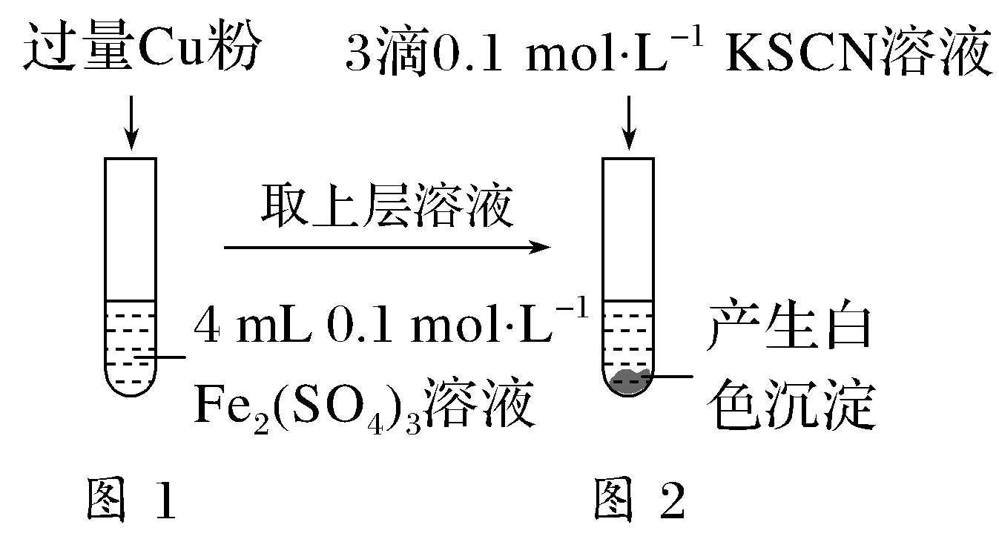 过量Cu粉
3滴0.1 mol·L⁻¹ KSCN溶液
取上层溶液
4 mL 0.1 mol·L⁻¹
Fe₂(SO₄)₃溶液
产生白
色沉淀
图 1
图 2